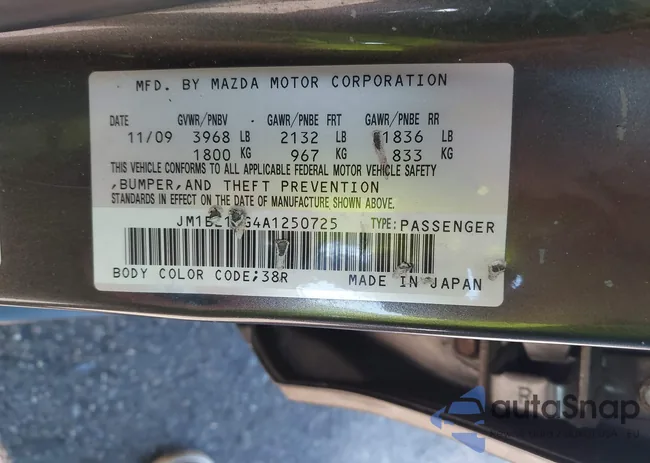 MFD. BY MAZDA MOTOR CORPORATION
DATE GVWR/PNBV GAWR/PNBE FRT GAWR/PNBE RR
11/09 3968 LB 2132 LB 1836 LB
1800 KG 967 KG 833 KG
THIS VEHICLE CONFORMS TO ALL APPLICABLE FEDERAL MOTOR VEHICLE SAFETY
,BUMPER,AND THEFT PREVENTION
STANDARDS IN EFFECT ON THE DATE OF MANUFACTURE SHOWN ABOVE.
TYPE:PASSENGER
BODY COLOR CODE;38R MADE IN JAPAN
R
autoSnap